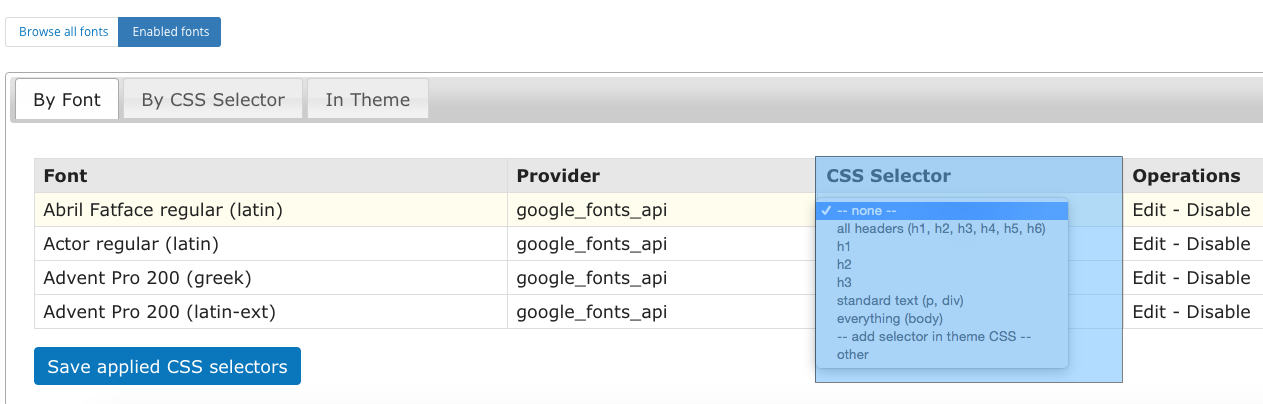 Browse all fonts Enabled fonts
By Font By CSS Selector In Theme
Font Provider CSS Selector Operations
Abril Fatface regular (latin) google_fonts_api ✓ -- none -- Edit - Disable
all headers (h1, h2, h3, h4, h5, h6)
Actor regular (latin) google_fonts_api h1 Edit - Disable
h2
Advent Pro 200 (greek) google_fonts_api h3 Edit - Disable
standard text (p, div)
Advent Pro 200 (latin-ext) google_fonts_api everything (body) Edit - Disable
-- add selector in theme CSS --
other
Save applied CSS selectors